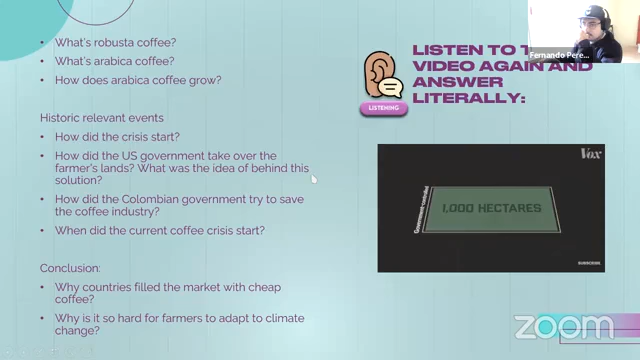 What's robusta coffee?
What's arabica coffee?
How does arabica coffee grow?
Historic relevant events
How did the crisis start?
How did the US government take over the
farmer's lands? What was the idea of behind this
solution?
How did the Colombian government try to save
the coffee industry?
When did the current coffee crisis start?
Conclusion:
Why countries filled the market with cheap
coffee?
Why is it so hard for farmers to adapt to climate
change?
LISTEN TO
VIDEO AGAIN AND
ANSWER
LITERALLY:
LISTENING
Fernando Pere...
Vox
Government-controlled
1,000 HECTARES
SUBSCRIBE
zoom